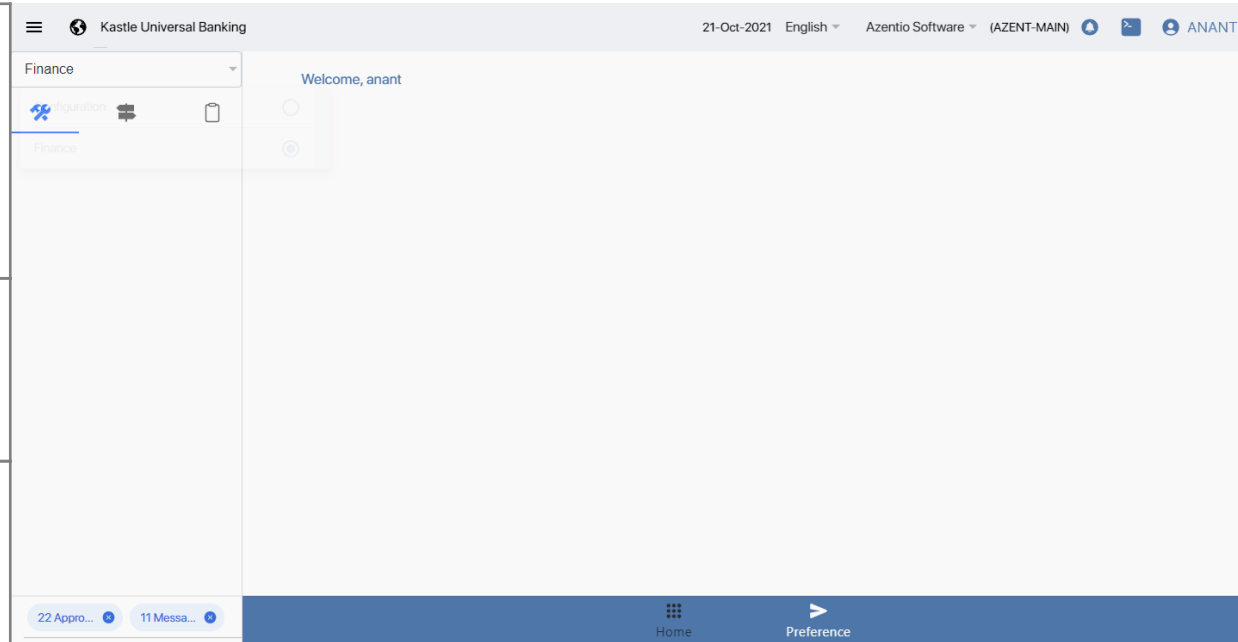 Kastle Universal Banking 21-Oct-2021 English Azentio Software (AZENT-MAIN) ANANT
Finance
Welcome, anant
Finance
22 Appro... 11 Messa...
Home Preference